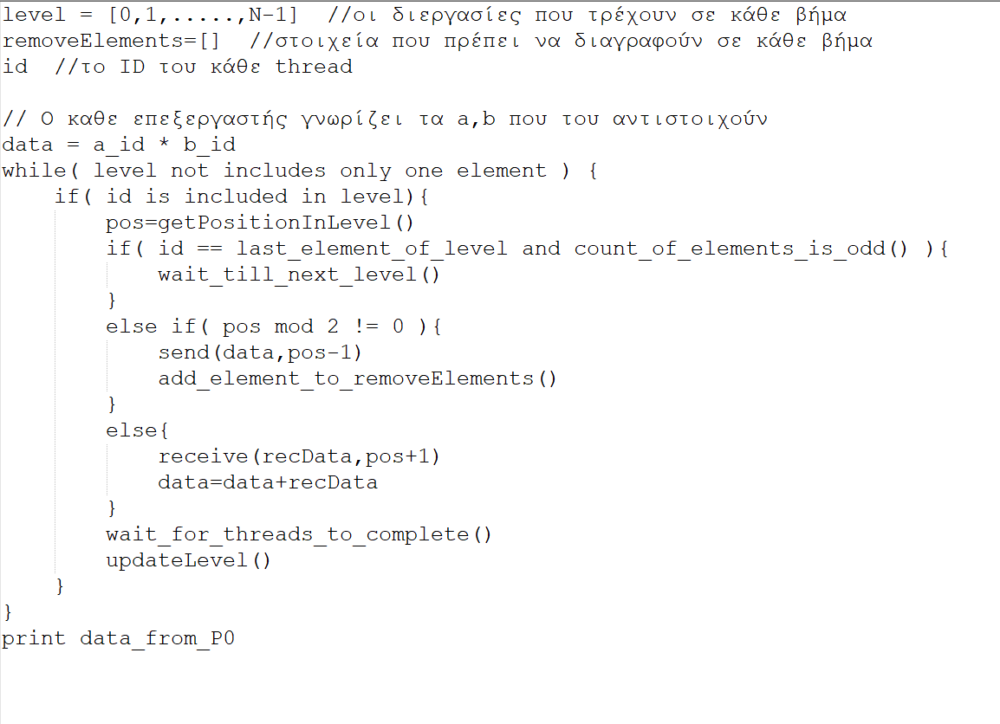 level = [0,1,.....,N-1]  //οι διεργασίες που τρέχουν σε κάθε βήμα
removeElements=[]  //στοιχεία που πρέπει να διαγραφούν σε κάθε βήμα
id  //το ID του κάθε thread
// Ο καθε επεξεργαστής γνωρίζει τα a,b που του αντιστοιχούν
data = a_id * b_id
while( level not includes only one element ) {
    if( id is included in level){
        pos=getPositionInLevel()
        if( id == last_element_of_level and count_of_elements_is_odd() ){
            wait_till_next_level()
        }
        else if( pos mod 2 != 0 ){
            send(data,pos-1)
            add_element_to_removeElements()
        }
        else{
            receive(recData,pos+1)
            data=data+recData
        }
        wait_for_threads_to_complete()
        updateLevel()
    }
}
print data_from_P0